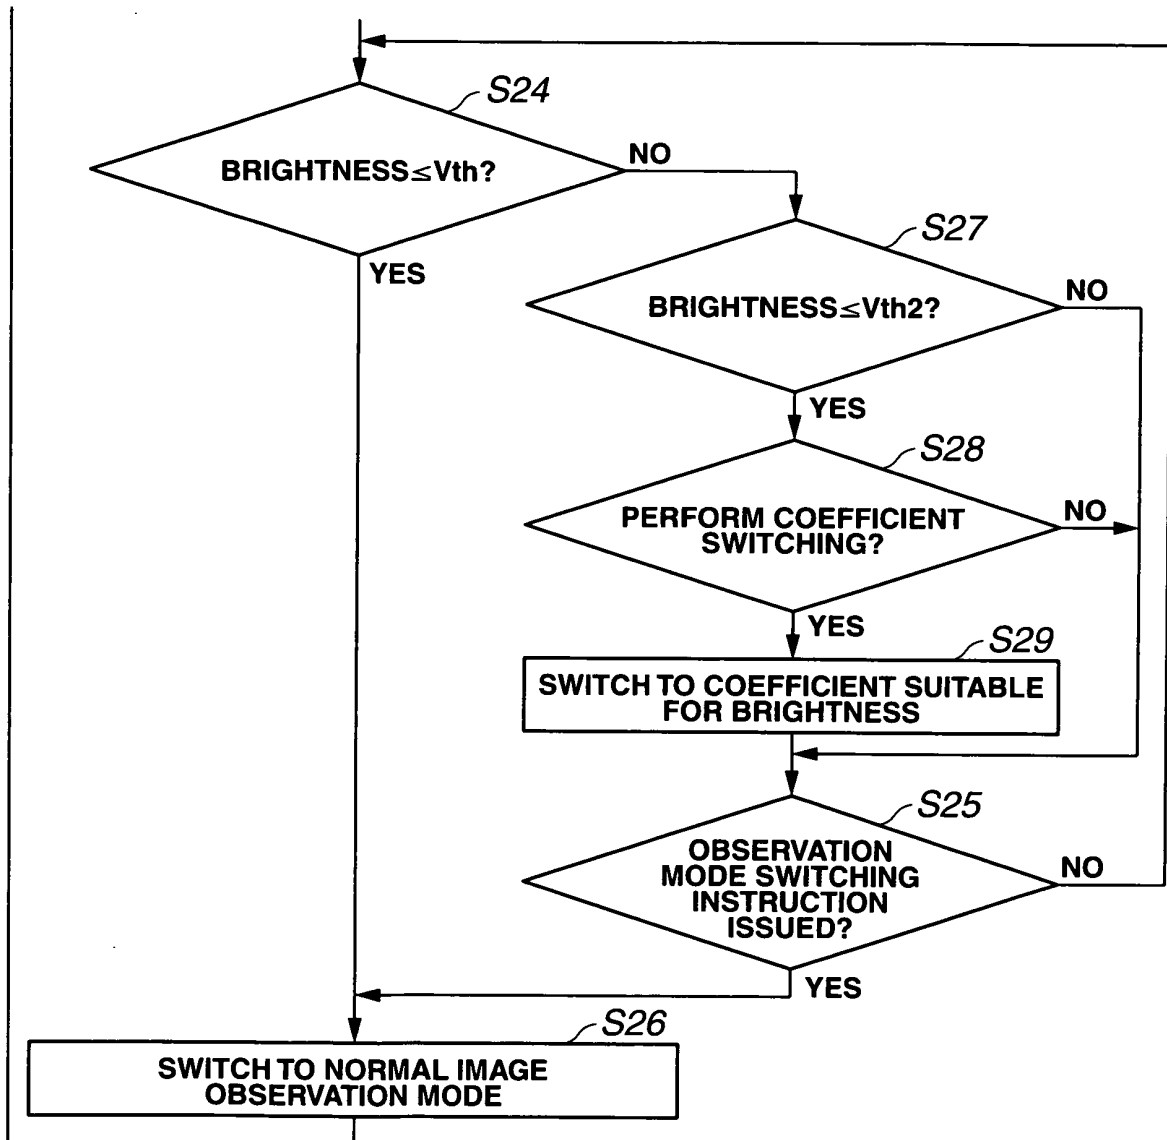 S24
BRIGHTNESS≤Vth?
NO
YES
S27
BRIGHTNESS≤Vth2?
NO
YES
S28
PERFORM COEFFICIENT
SWITCHING?
NO
YES
S29
SWITCH TO COEFFICIENT SUITABLE
FOR BRIGHTNESS
S25
OBSERVATION
MODE SWITCHING
INSTRUCTION
ISSUED?
NO
YES
S26
SWITCH TO NORMAL IMAGE
OBSERVATION MODE